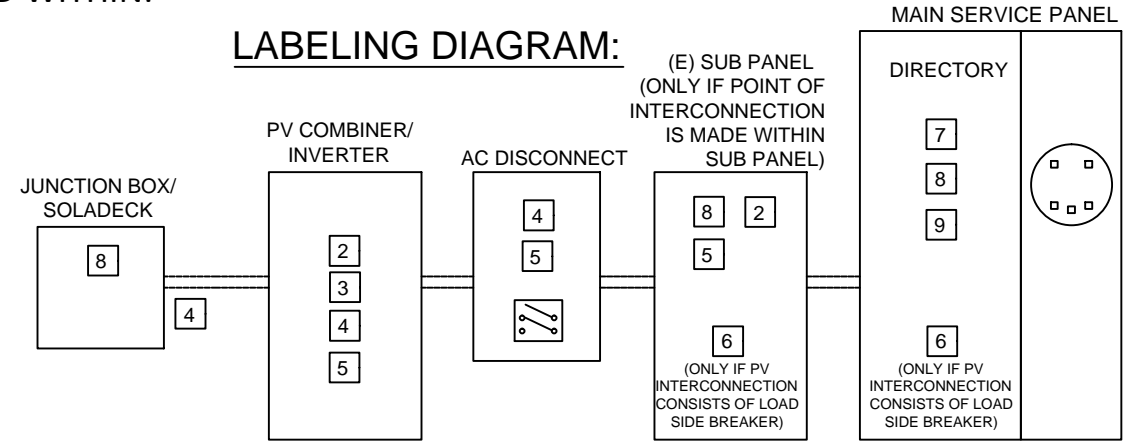 WITHIN.
LABELING DIAGRAM:
JUNCTION BOX/
SOLADECK
8
4
PV COMBINER/
INVERTER
2
3
4
5
AC DISCONNECT
4
5
(E) SUB PANEL
(ONLY IF POINT OF
INTERCONNECTION
IS MADE WITHIN
SUB PANEL)
8 2
5
6
(ONLY IF PV
INTERCONNECTION
CONSISTS OF LOAD
SIDE BREAKER)
MAIN SERVICE PANEL
DIRECTORY
7
8
9
6
(ONLY IF PV
INTERCONNECTION
CONSISTS OF LOAD
SIDE BREAKER)